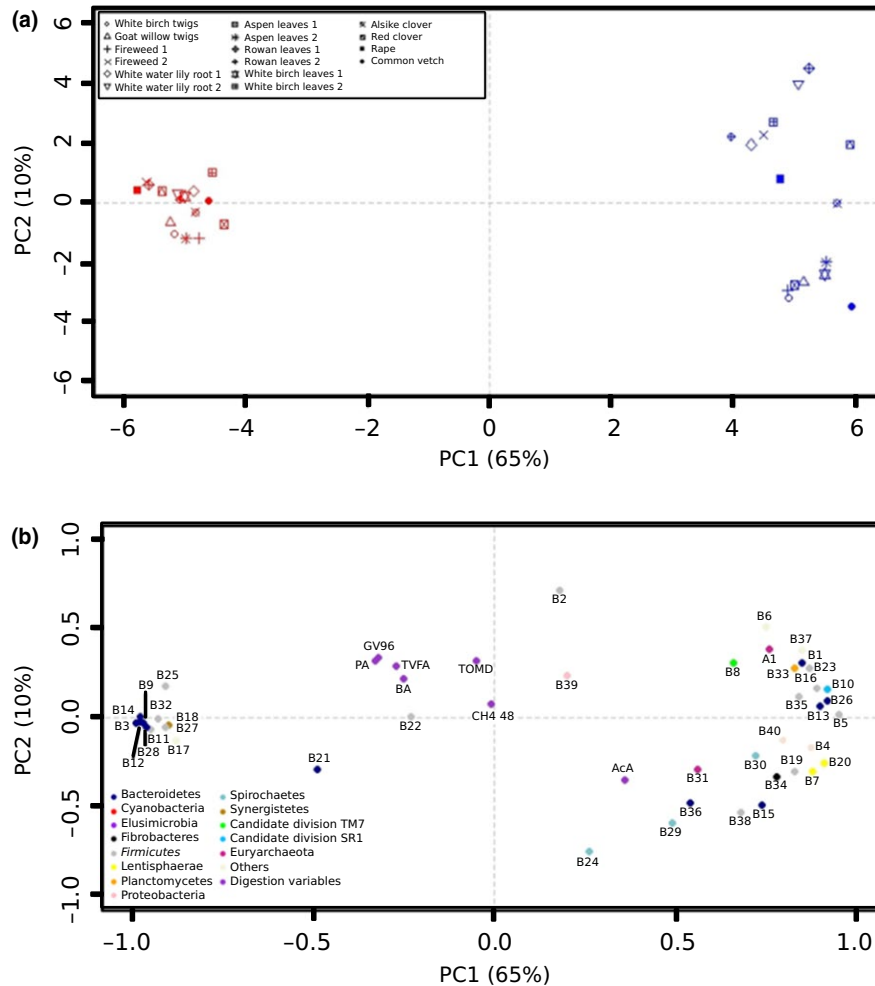 (a)
PC2 (10%)
6
4
2
0
−2
−4
−6
White birch twigs
Goat willow twigs
Fireweed 1
Fireweed 2
White water lily root 1
White water lily root 2
Aspen leaves 1
Aspen leaves 2
Rowan leaves 1
Rowan leaves 2
White birch leaves 1
White birch leaves 2
Alsike clover
Red clover
Rape
Common vetch
−6
−4
−2
0
2
4
6
PC1 (65%)
(b)
PC2 (10%)
1.0
0.5
0.0
−0.5
−1.0
B2
B6
B37
GV96
A1
B1
PA
TVFA
TOMD
B8
B33
B23
B9
B25
BA
B39
B16
B10
B14
B32
B35
B26
B3
B18
B22
CH4 48
B13
B5
B11
B27
B12
B28
B17
B40
B4
B21
AcA
B31
B30
B19
B20
B34
B7
B36
B38
B15
B29
B24
Bacteroidetes
Cyanobacteria
Elusimicrobia
Fibrobacteres
Firmicutes
Lentisphaerae
Planctomycetes
Proteobacteria
Spirochaetes
Synergistetes
Candidate division TM7
Candidate division SR1
Euryarchaeota
Others
Digestion variables
−1.0
−0.5
0.0
0.5
1.0
PC1 (65%)